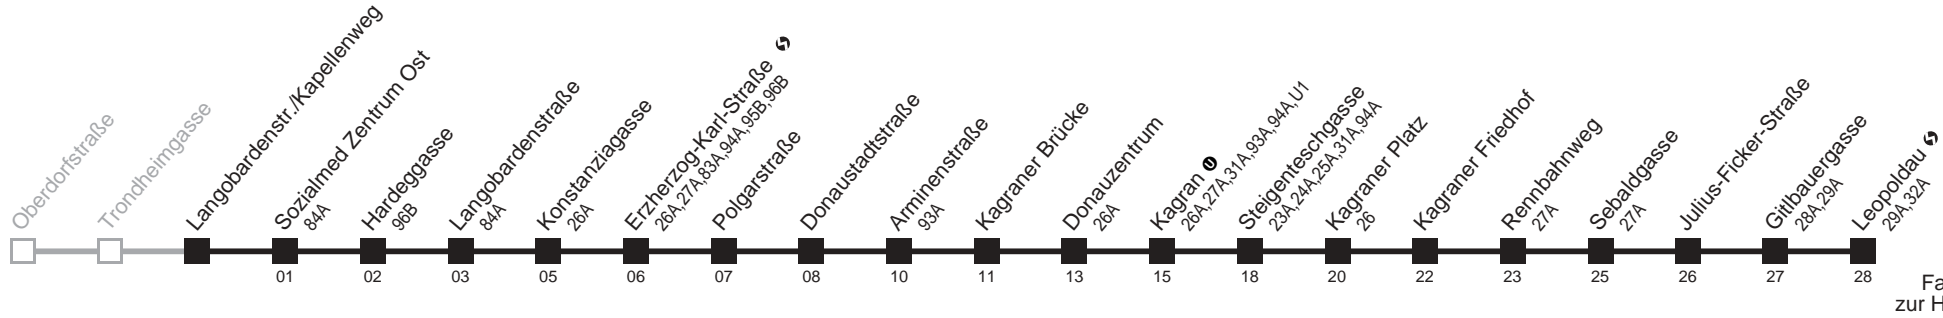 Oberdorfstraße
Trondheimgasse
Langobardenstr./Kapellenweg
Sozialmed Zentrum Ost
84A
Hardeggasse
96B
Langobardenstraße
84A
Konstanziagasse
26A
Erzherzog-Karl-Straße
26A,27A,83A,94A,95B,96B
Polgarstraße
Donaustadtstraße
Arminenstraße
93A
Kagraner Brücke
Donauzentrum
26A
Kagran U
26A,27A,31A,93A,94A,U1
Steigenteschgasse
23A,24A,25A,31A,94A
Kagraner Platz
26
Kagraner Friedhof
Rennbahnweg
27A
Sebaldgasse
27A
Julius-Ficker-Straße
Gitlbauergasse
28A,29A
Leopoldau
29A,32A
01 02 03 05 06 07 08 10 11 13 15 18 20 22 23 25 26 27 28
Fa
zur H